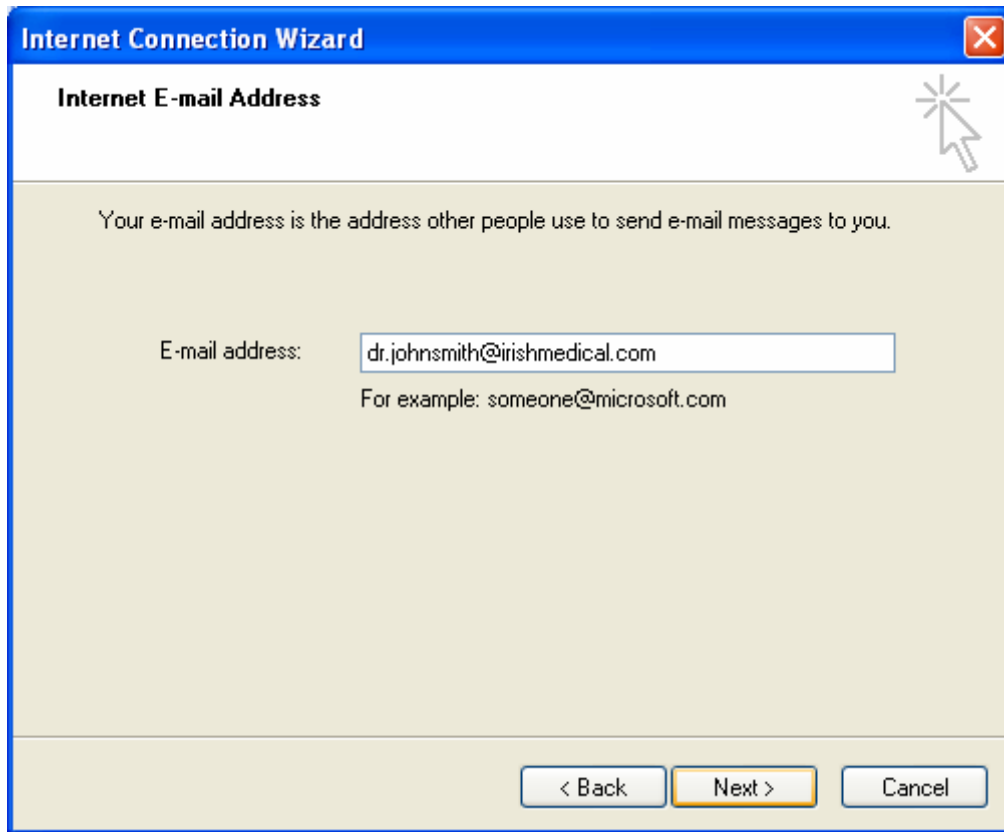 Internet Connection Wizard
Internet E-mail Address
Your e-mail address is the address other people use to send e-mail messages to you.
E-mail address: dr.johnsmith@irishmedical.com
For example: someone@microsoft.com
< Back Next > Cancel